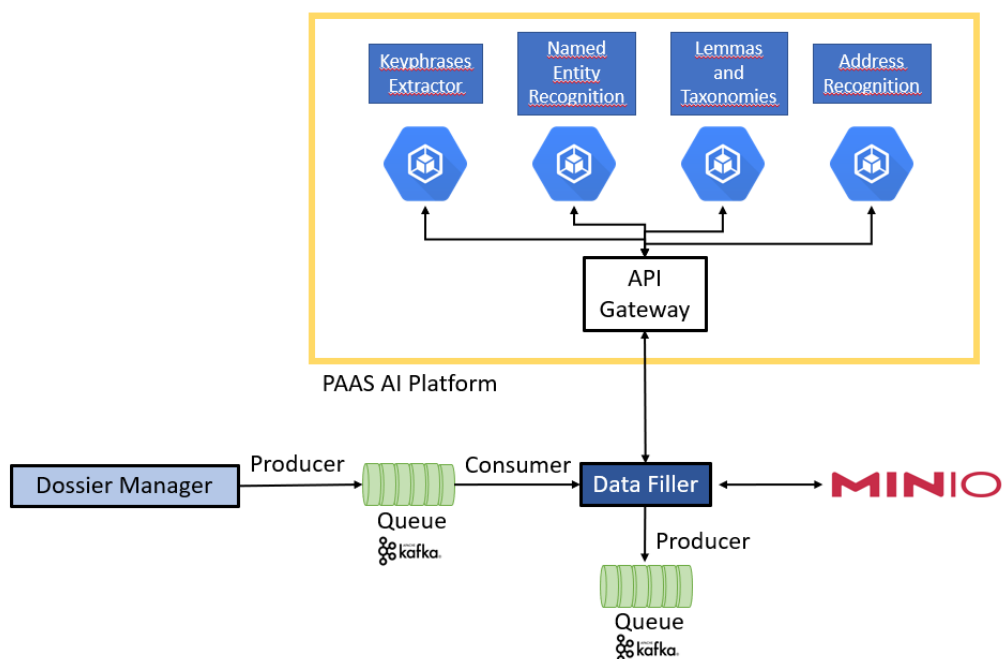 Keyphrases
Extractor
Named
Entity
Recognition
Lemmas
and
Taxonomies
Address
Recognition
API
Gateway
PAAS AI Platform
Dossier Manager
Producer
Consumer
Data Filler
MINIO
Queue
kafka
Producer
Queue
kafka